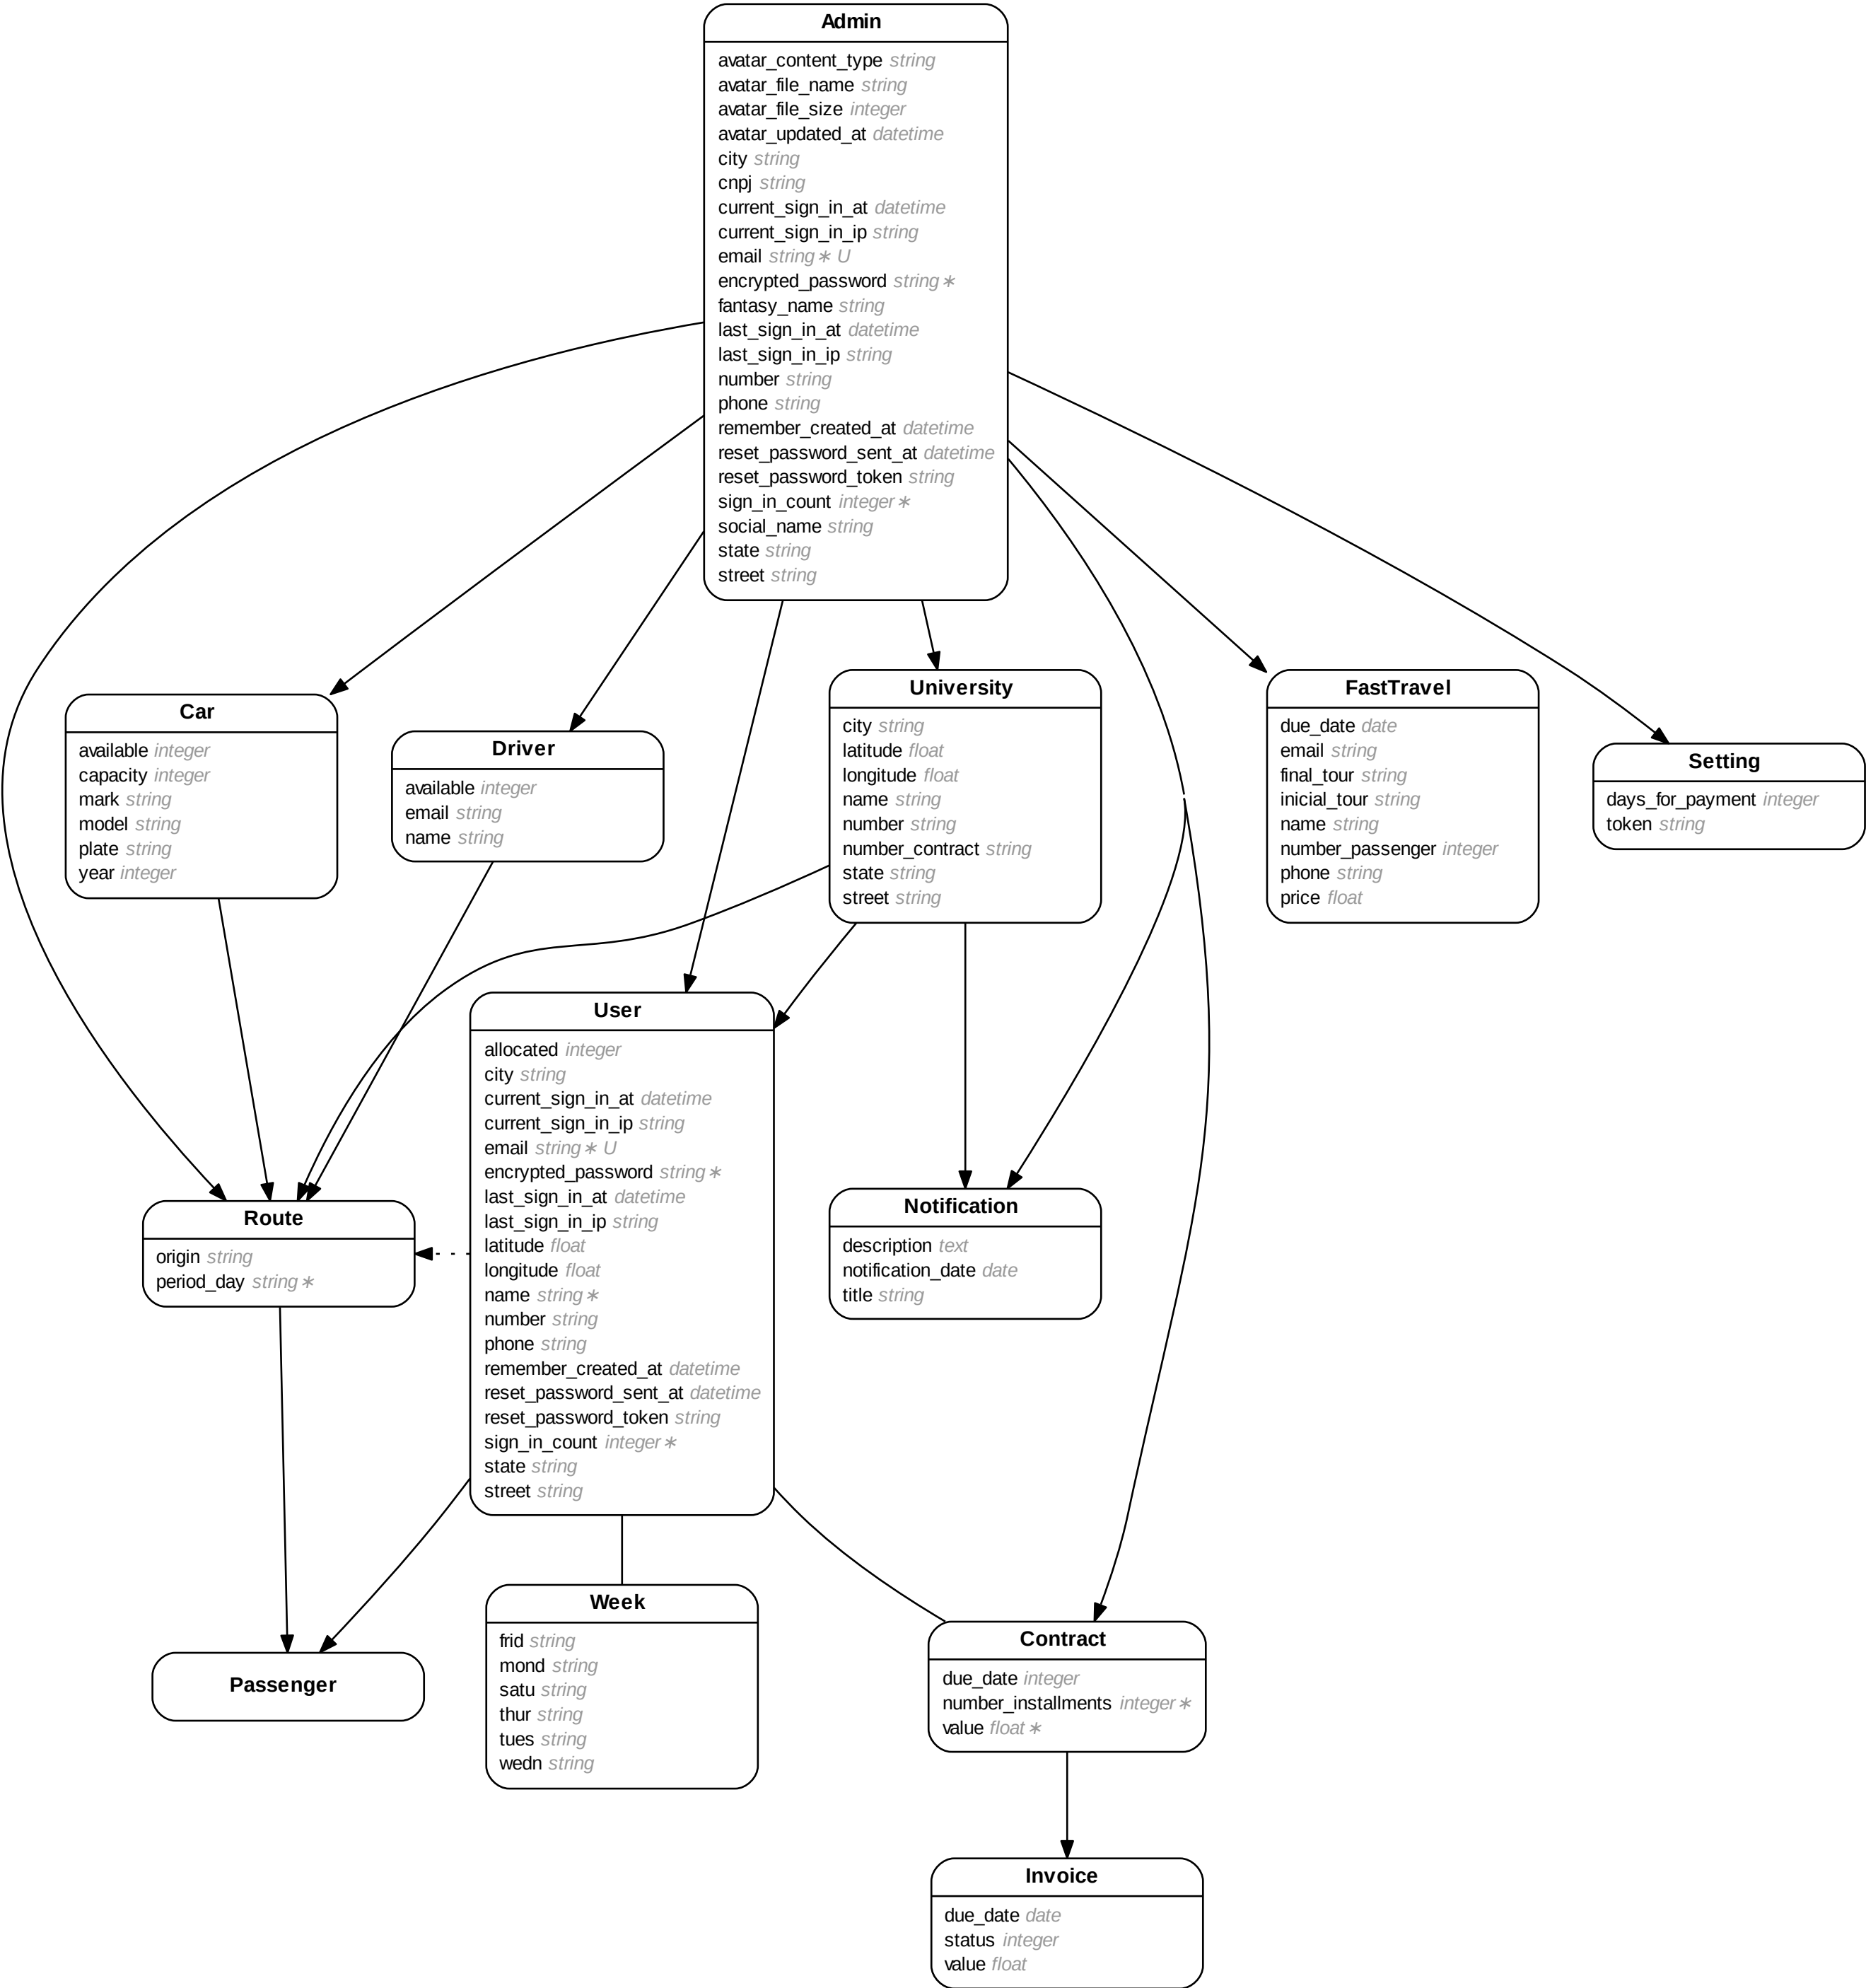 Admin
avatar_content_type string
avatar_file_name string
avatar_file_size integer
avatar_updated_at datetime
city string
cnpj string
current_sign_in_at datetime
current_sign_in_ip string
email string∗ U
encrypted_password string∗
fantasy_name string
last_sign_in_at datetime
last_sign_in_ip string
number string
phone string
remember_created_at datetime
reset_password_sent_at datetime
reset_password_token string
sign_in_count integer∗
social_name string
state string
street string
Car
available integer
capacity integer
mark string
model string
plate string
year integer
Driver
available integer
email string
name string
University
city string
latitude float
longitude float
name string
number string
number_contract string
state string
street string
FastTravel
due_date date
email string
final_tour string
inicial_tour string
name string
number_passenger integer
phone string
price float
Setting
days_for_payment integer
token string
User
allocated integer
city string
current_sign_in_at datetime
current_sign_in_ip string
email string∗ U
encrypted_password string∗
last_sign_in_at datetime
last_sign_in_ip string
latitude float
longitude float
name string∗
number string
phone string
remember_created_at datetime
reset_password_sent_at datetime
reset_password_token string
sign_in_count integer∗
state string
street string
Route
origin string
period_day string∗
Notification
description text
notification_date date
title string
Passenger
Week
frid string
mond string
satu string
thur string
tues string
wedn string
Contract
due_date integer
number_installments integer∗
value float∗
Invoice
due_date date
status integer
value float